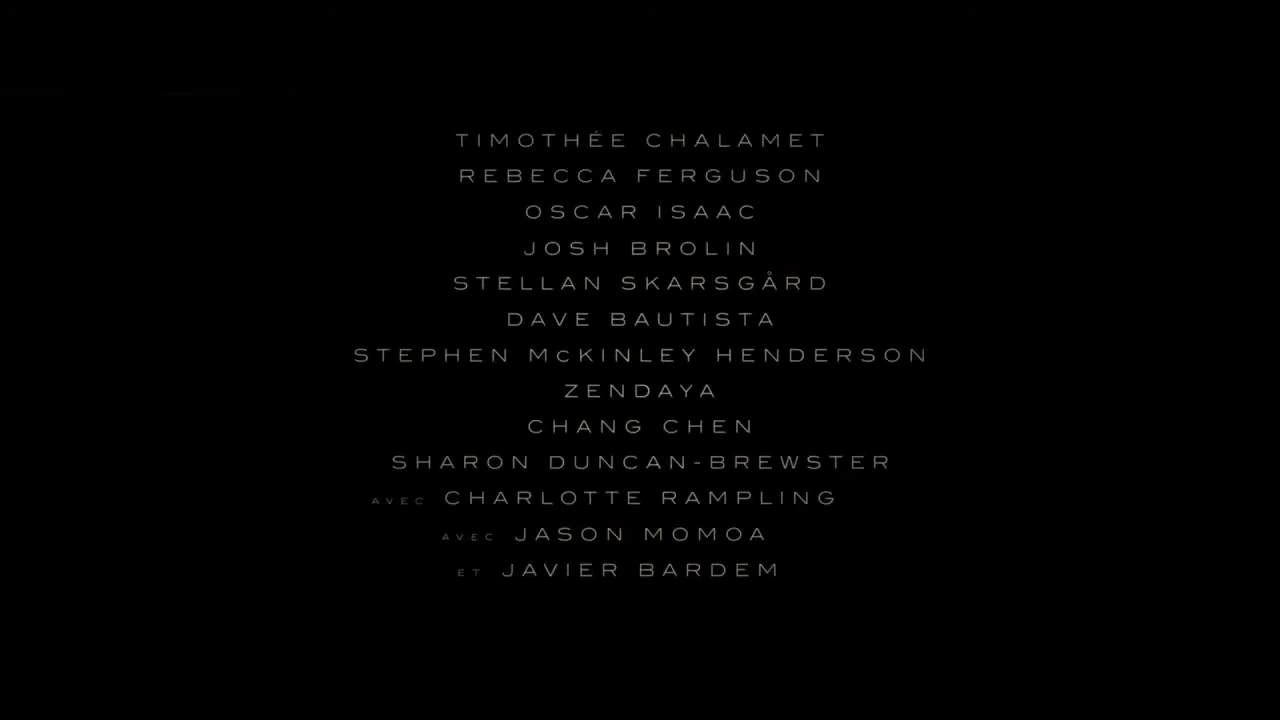 TIMOTHÉE CHALAMET
REBECCA FERGUSON
OSCAR ISAAC
JOSH BROLIN
STELLAN SKARSGÅRD
DAVE BAUTISTA
STEPHEN McKINLEY HENDERSON
ZENDAYA
CHANG CHEN
SHARON DUNCAN-BREWSTER
AVEC CHARLOTTE RAMPLING
AVEC JASON MOMOA
ET JAVIER BARDEM